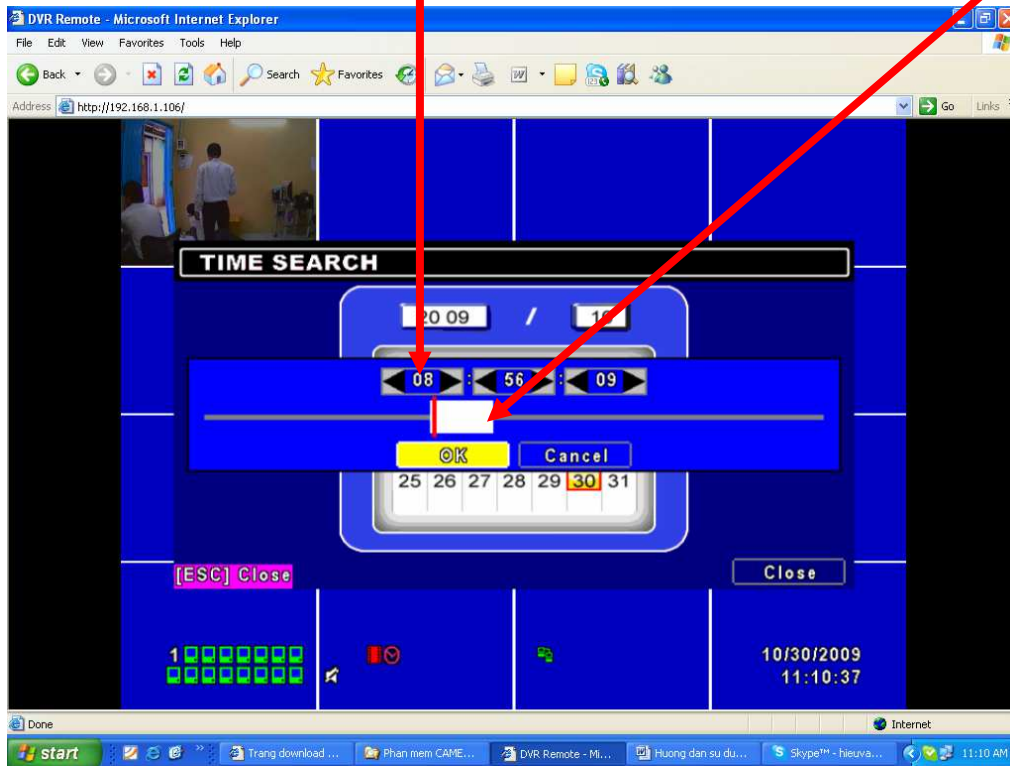 DVR Remote - Microsoft Internet Explorer
File Edit View Favorites Tools Help
Back Search Favorites
Address http://192.168.1.106/ Go Links
TIME SEARCH
20 09 / 10
08 : 56 : 09
OK Cancel
25 26 27 28 29 30 31
[ESC] Close Close
1
10/30/2009
11:10:37
Done Internet
start Trang download ... Phan mem CAME... DVR Remote - Mi... Huong dan su du... Skype™ - hieuva... 11:10 AM